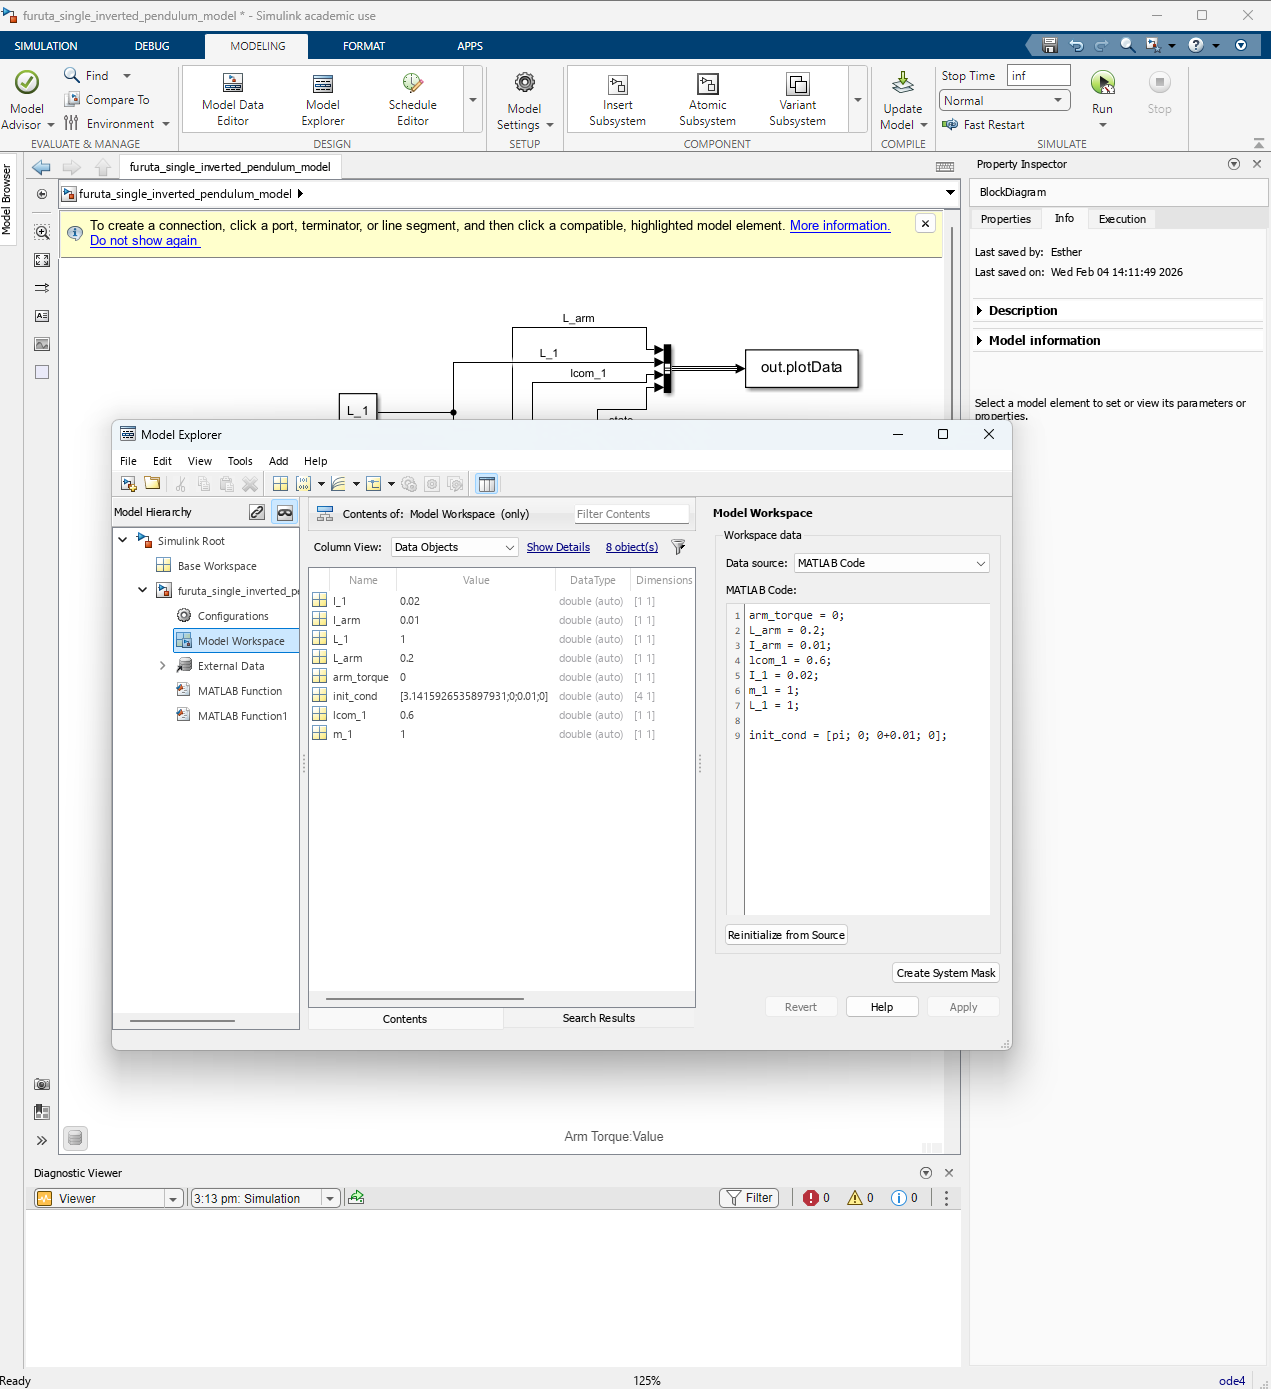 furuta_single_inverted_pendulum_model * - Simulink academic use
SIMULATION DEBUG MODELING FORMAT APPS
Model Advisor
Find
Compare To
Environment
EVALUATE & MANAGE
Model Data Editor
Model Explorer
Schedule Editor
DESIGN
Model Settings
SETUP
Insert Subsystem
Atomic Subsystem
Variant Subsystem
COMPONENT
Update Model
COMPILE
Stop Time inf
Normal
Fast Restart
Run
Stop
SIMULATE
Model Browser
furuta_single_inverted_pendulum_model
furuta_single_inverted_pendulum_model
To create a connection, click a port, terminator, or line segment, and then click a compatible, highlighted model element. More information.
Do not show again
L_arm
L_1
lcom_1
out.plotData
L_1
Property Inspector
BlockDiagram
Properties Info Execution
Last saved by: Esther
Last saved on: Wed Feb 04 14:11:49 2026
Description
Model information
Select a model element to set or view its parameters or
properties.
Model Explorer
File Edit View Tools Add Help
Model Hierarchy
Simulink Root
Base Workspace
furuta_single_inverted_p
Configurations
Model Workspace
External Data
MATLAB Function
MATLAB Function1
Contents of: Model Workspace (only)
Filter Contents
Column View: Data Objects Show Details 8 object(s)
Name Value DataType Dimensions
I_1 0.02 double (auto) [1 1]
I_arm 0.01 double (auto) [1 1]
L_1 1 double (auto) [1 1]
L_arm 0.2 double (auto) [1 1]
arm_torque 0 double (auto) [1 1]
init_cond [3.1415926535897931;0;0.01;0] double (auto) [4 1]
lcom_1 0.6 double (auto) [1 1]
m_1 1 double (auto) [1 1]
Contents Search Results
Model Workspace
Workspace data
Data source: MATLAB Code
MATLAB Code:
1 arm_torque = 0;
2 L_arm = 0.2;
3 I_arm = 0.01;
4 lcom_1 = 0.6;
5 I_1 = 0.02;
6 m_1 = 1;
7 L_1 = 1;
8
9 init_cond = [pi; 0; 0+0.01; 0];
Reinitialize from Source
Create System Mask
Revert Help Apply
Arm Torque:Value
Diagnostic Viewer
Viewer 3:13 pm: Simulation Filter 0 0 0
Ready 125% ode4